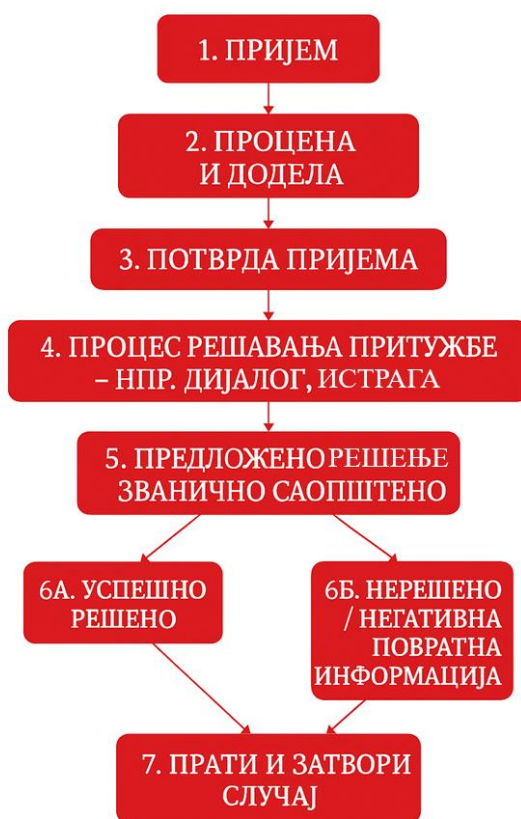 1. ПРИЈЕМ
2. ПРОЦЕНА
И ДОДЕЛА
3. ПОТВРДА ПРИЈЕМА
4. ПРОЦЕС РЕШАВАЊА ПРИТУЖБЕ
– НПР. ДИЈАЛОГ, ИСТРАГА
5. ПРЕДЛОЖЕНО РЕШЕЊЕ
ЗВАНИЧНО САОПШТЕНО
6А. УСПЕШНО
РЕШЕНО
6Б. НЕРЕШЕНО
/ НЕГАТИВНА
ПОВРАТНА
ИНФОРМАЦИЈА
7. ПРАТИ И ЗАТВОРИ
СЛУЧАЈ